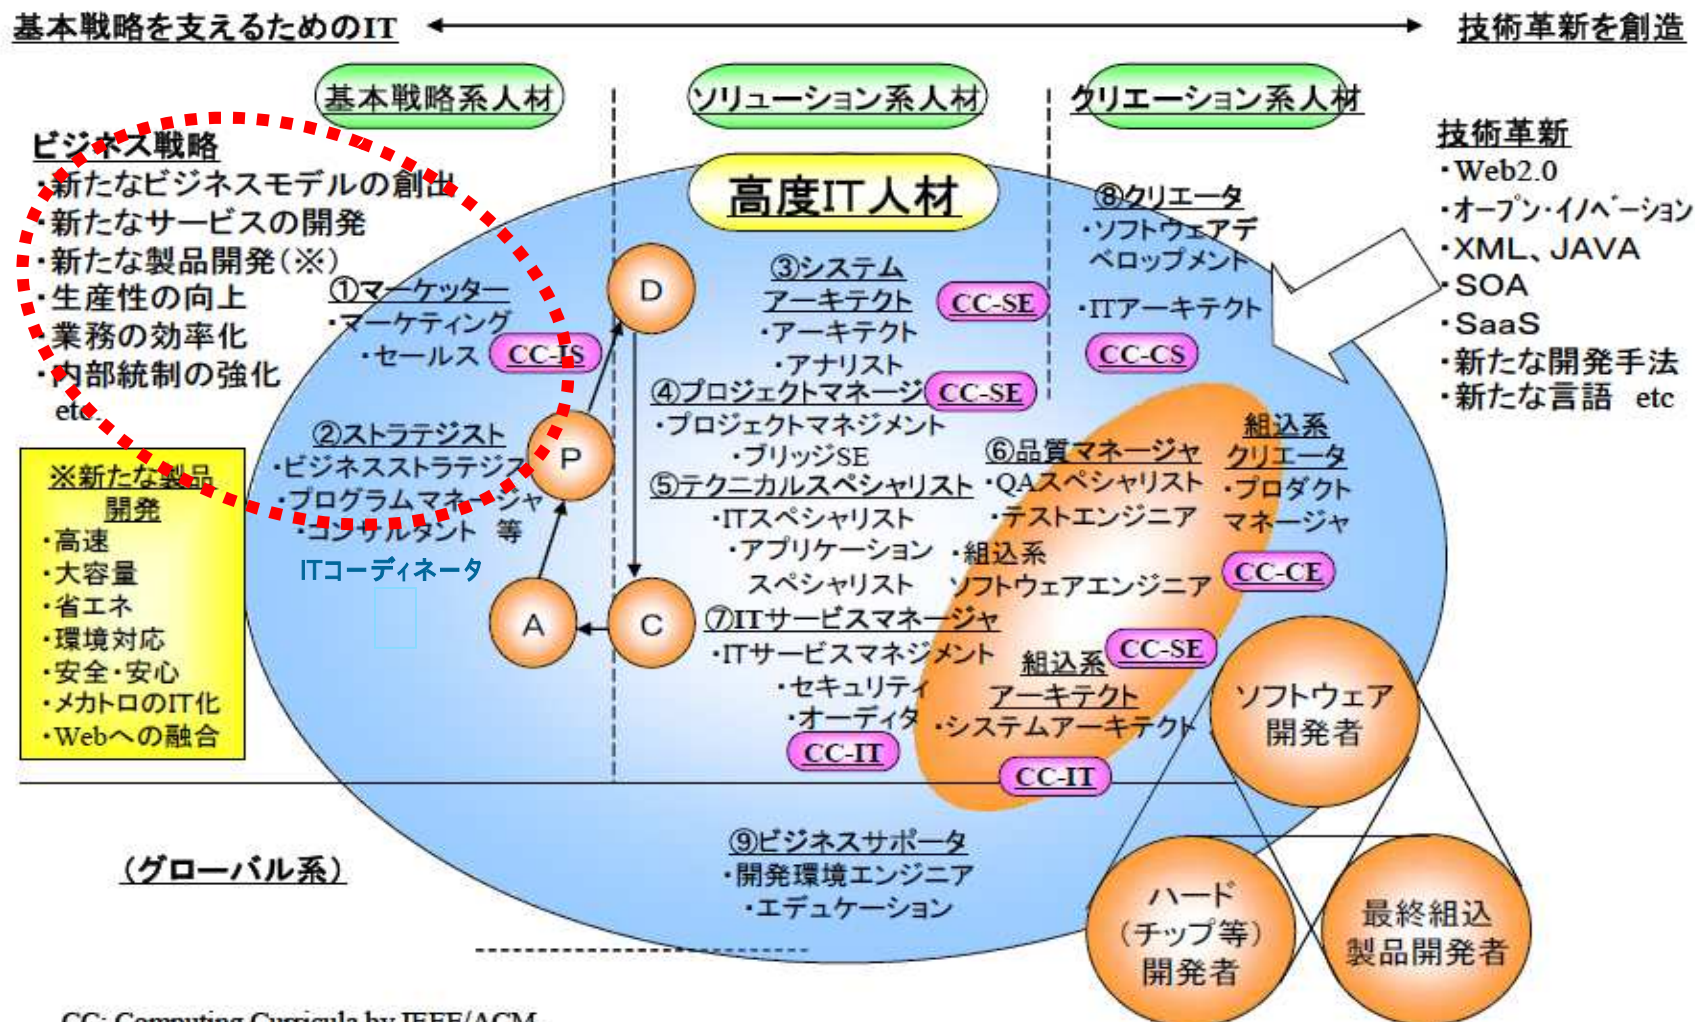 基本戦略を支えるためのIT
技術革新を創造
基本戦略系人材
ソリューション系人材
クリエーション系人材
ビジネス戦略
・新たなビジネスモデルの創出
・新たなサービスの開発
・新たな製品開発(※)
・生産性の向上
・業務の効率化
・内部統制の強化
etc.
※新たな製品
開発
・高速
・大容量
・省エネ
・環境対応
・安全・安心
・メカトロのIT化
・Webへの融合
高度IT人材
①マーケッター
・マーケティング
・セールス
CC-IS
②ストラテジスト
・ビジネスストラテジス
・プログラムマネージャ
・コンサルタント 等
ITコーディネータ
D
P
A
C
③システム
アーキテクト
・アーキテクト
・アナリスト
CC-SE
④プロジェクトマネージ
CC-SE
・プロジェクトマネジメント
・ブリッジSE
⑤テクニカルスペシャリスト
・ITスペシャリスト
・アプリケーション
スペシャリスト
⑦ITサービスマネージャ
・ITサービスマネジメント
・セキュリティ
・オーディタ
CC-IT
⑧クリエータ
・ソフトウェアデ
ベロップメント
・ITアーキテクト
CC-CS
⑥品質マネージャ
・QAスペシャリスト
・テストエンジニア
・組込系
ソフトウェアエンジニア
組込系
クリエータ
・プロダクト
マネージャ
CC-CE
組込系
アーキテクト
・システムアーキテクト
CC-SE
CC-IT
技術革新
・Web2.0
・オープン・イノベーション
・XML、JAVA
・SOA
・SaaS
・新たな開発手法
・新たな言語 etc
ソフトウェア
開発者
ハード
(チップ等)
開発者
最終組込
製品開発者
(グローバル系)
⑨ビジネスサポータ
・開発環境エンジニア
・エデュケーション
CC: Computing Curricula by IEEE/ACM